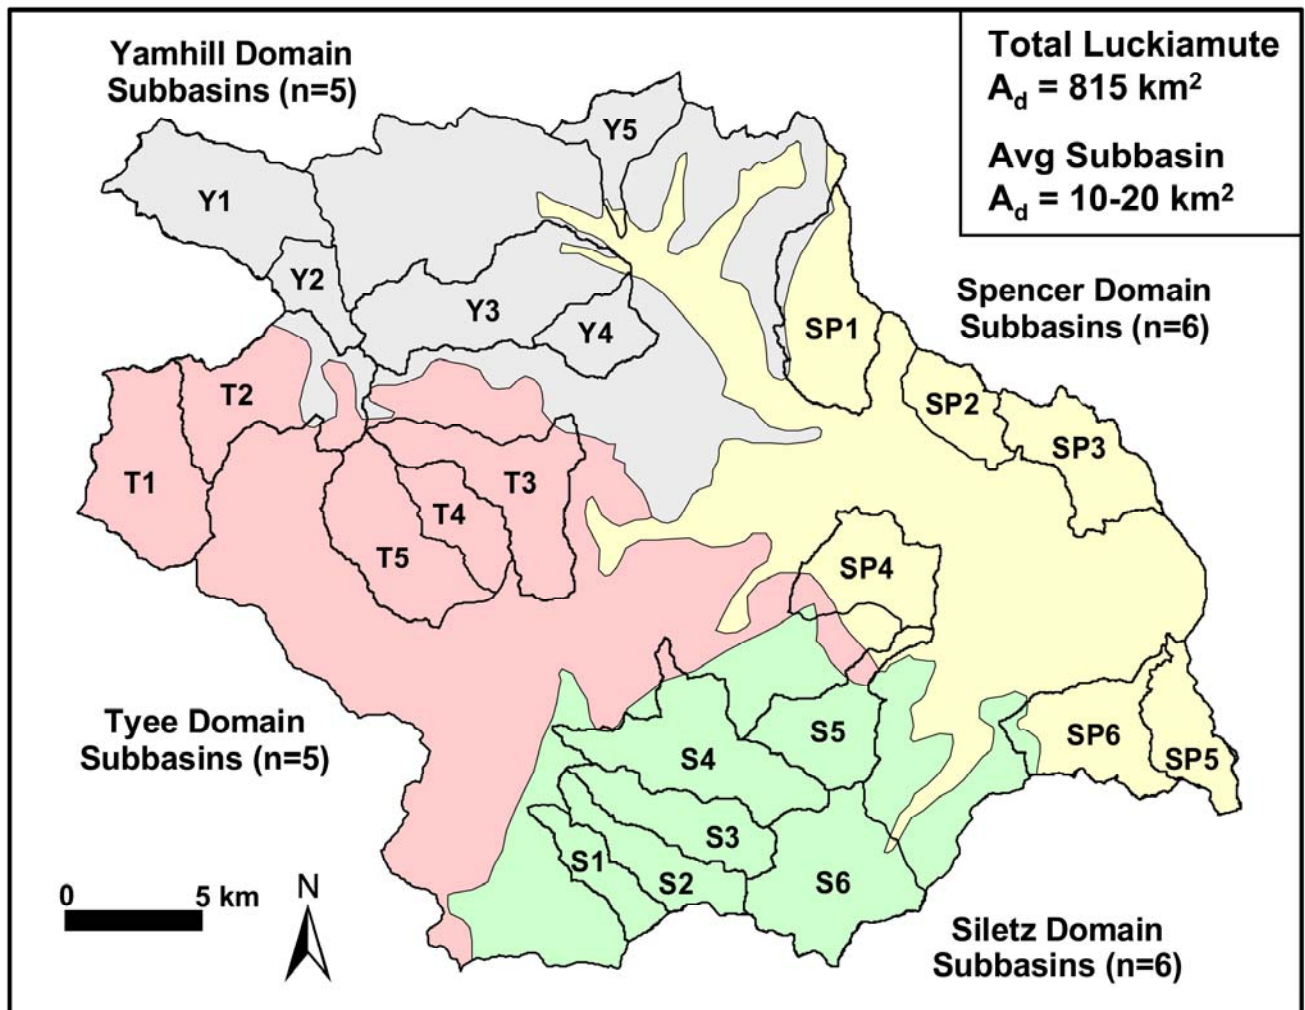 Yamhill Domain
Subbasins (n=5)
Total Luckiamute
Ad = 815 km²
Avg Subbasin
Ad = 10-20 km²
Y5
Y1
Y2
Y3
Y4
Spencer Domain
Subbasins (n=6)
SP1
SP2
SP3
T2
T1
T3
T4
T5
SP4
Tyee Domain
Subbasins (n=5)
S5
S4
SP6
SP5
S3
S1
S2
S6
0 5 km
N
Siletz Domain
Subbasins (n=6)